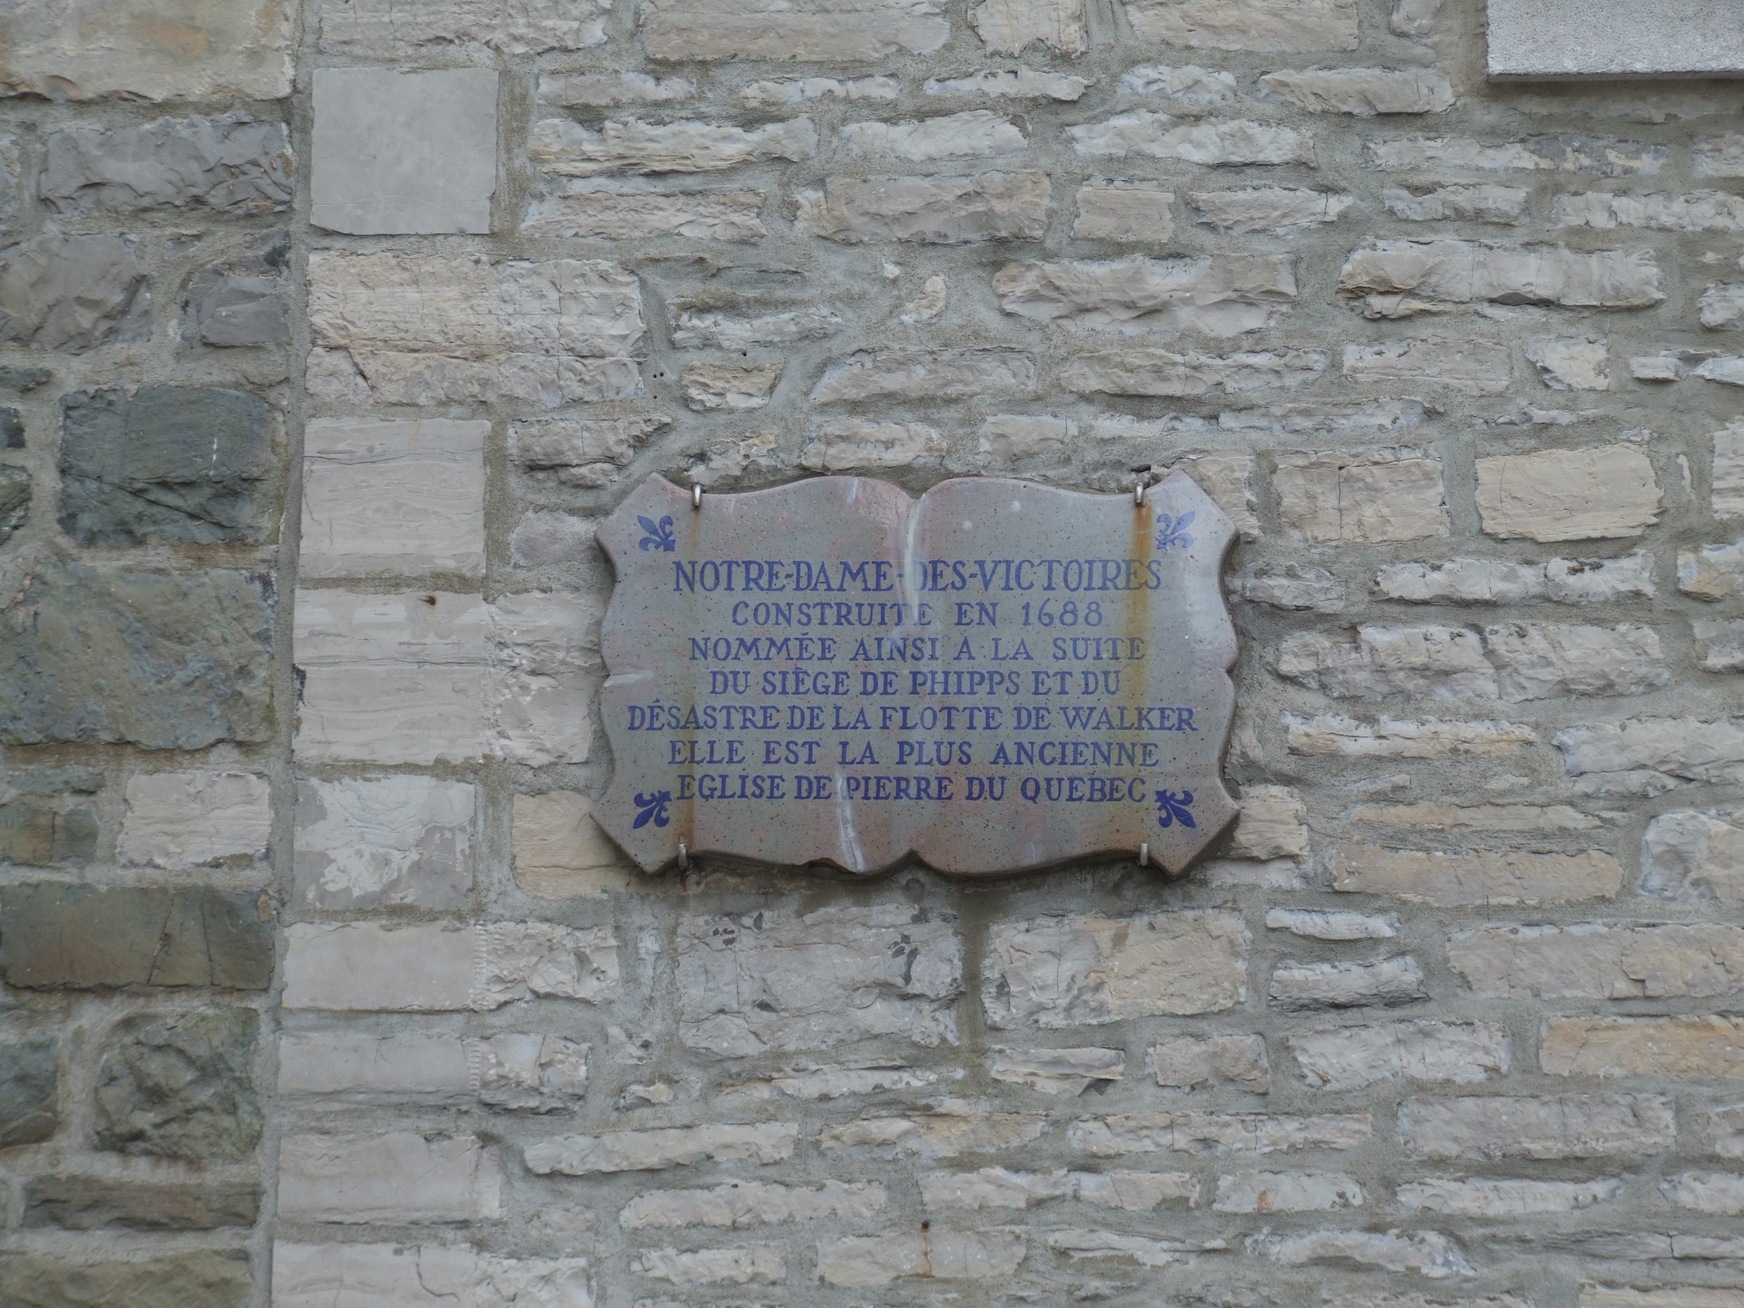 NOTRE-DAME-DES-VICTOIRES
CONSTRUITE EN 1688
NOMMÉE AINSI A LA SUITE
DU SIÈGE DE PHIPPS ET DU
DÉSASTRE DE LA FLOTTE DE WALKER
ELLE EST LA PLUS ANCIENNE
EGLISE DE PIERRE DU QUEBEC